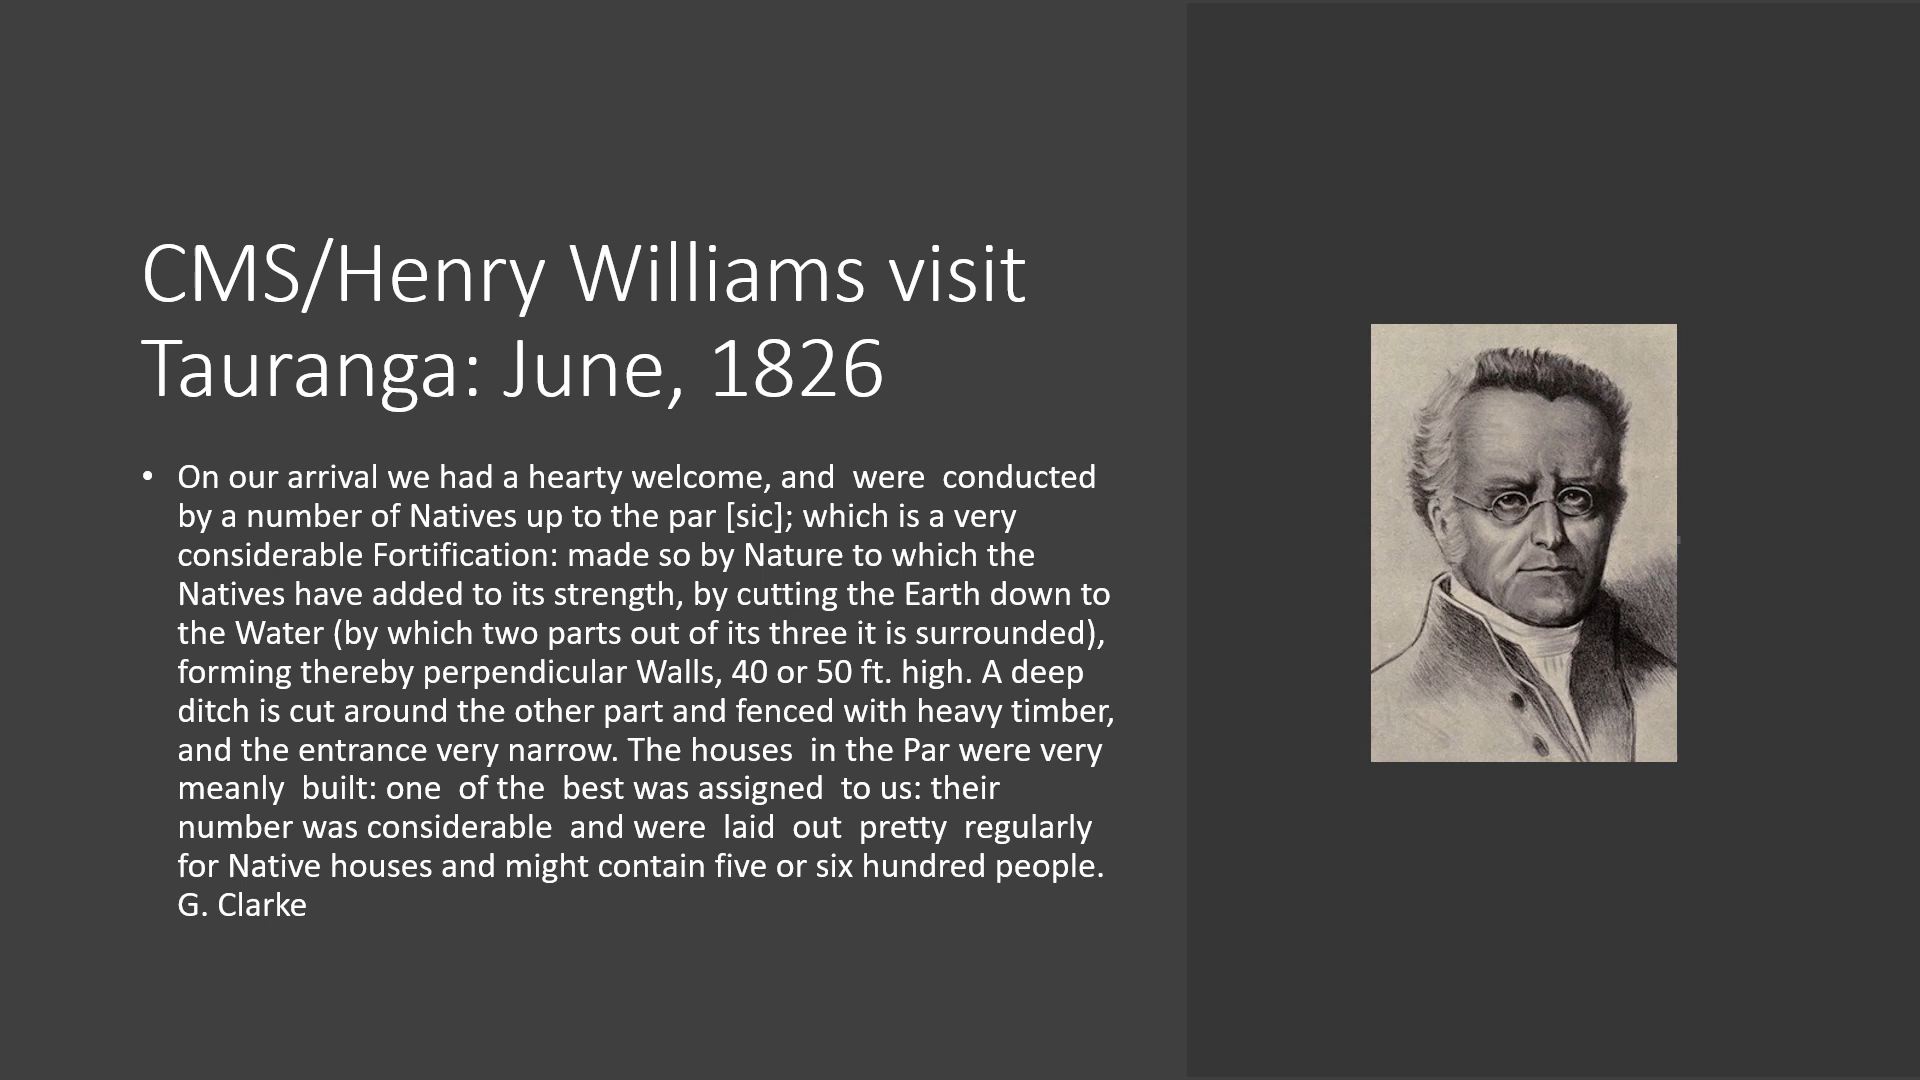 CMS/Henry Williams visit
Tauranga: June, 1826
• On our arrival we had a hearty welcome, and  were  conducted
by a number of Natives up to the par [sic]; which is a very
considerable Fortification: made so by Nature to which the
Natives have added to its strength, by cutting the Earth down to
the Water (by which two parts out of its three it is surrounded),
forming thereby perpendicular Walls, 40 or 50 ft. high. A deep
ditch is cut around the other part and fenced with heavy timber,
and the entrance very narrow. The houses  in the Par were very
meanly  built: one  of the  best was assigned  to us: their
number was considerable  and were  laid  out  pretty  regularly
for Native houses and might contain five or six hundred people.
G. Clarke